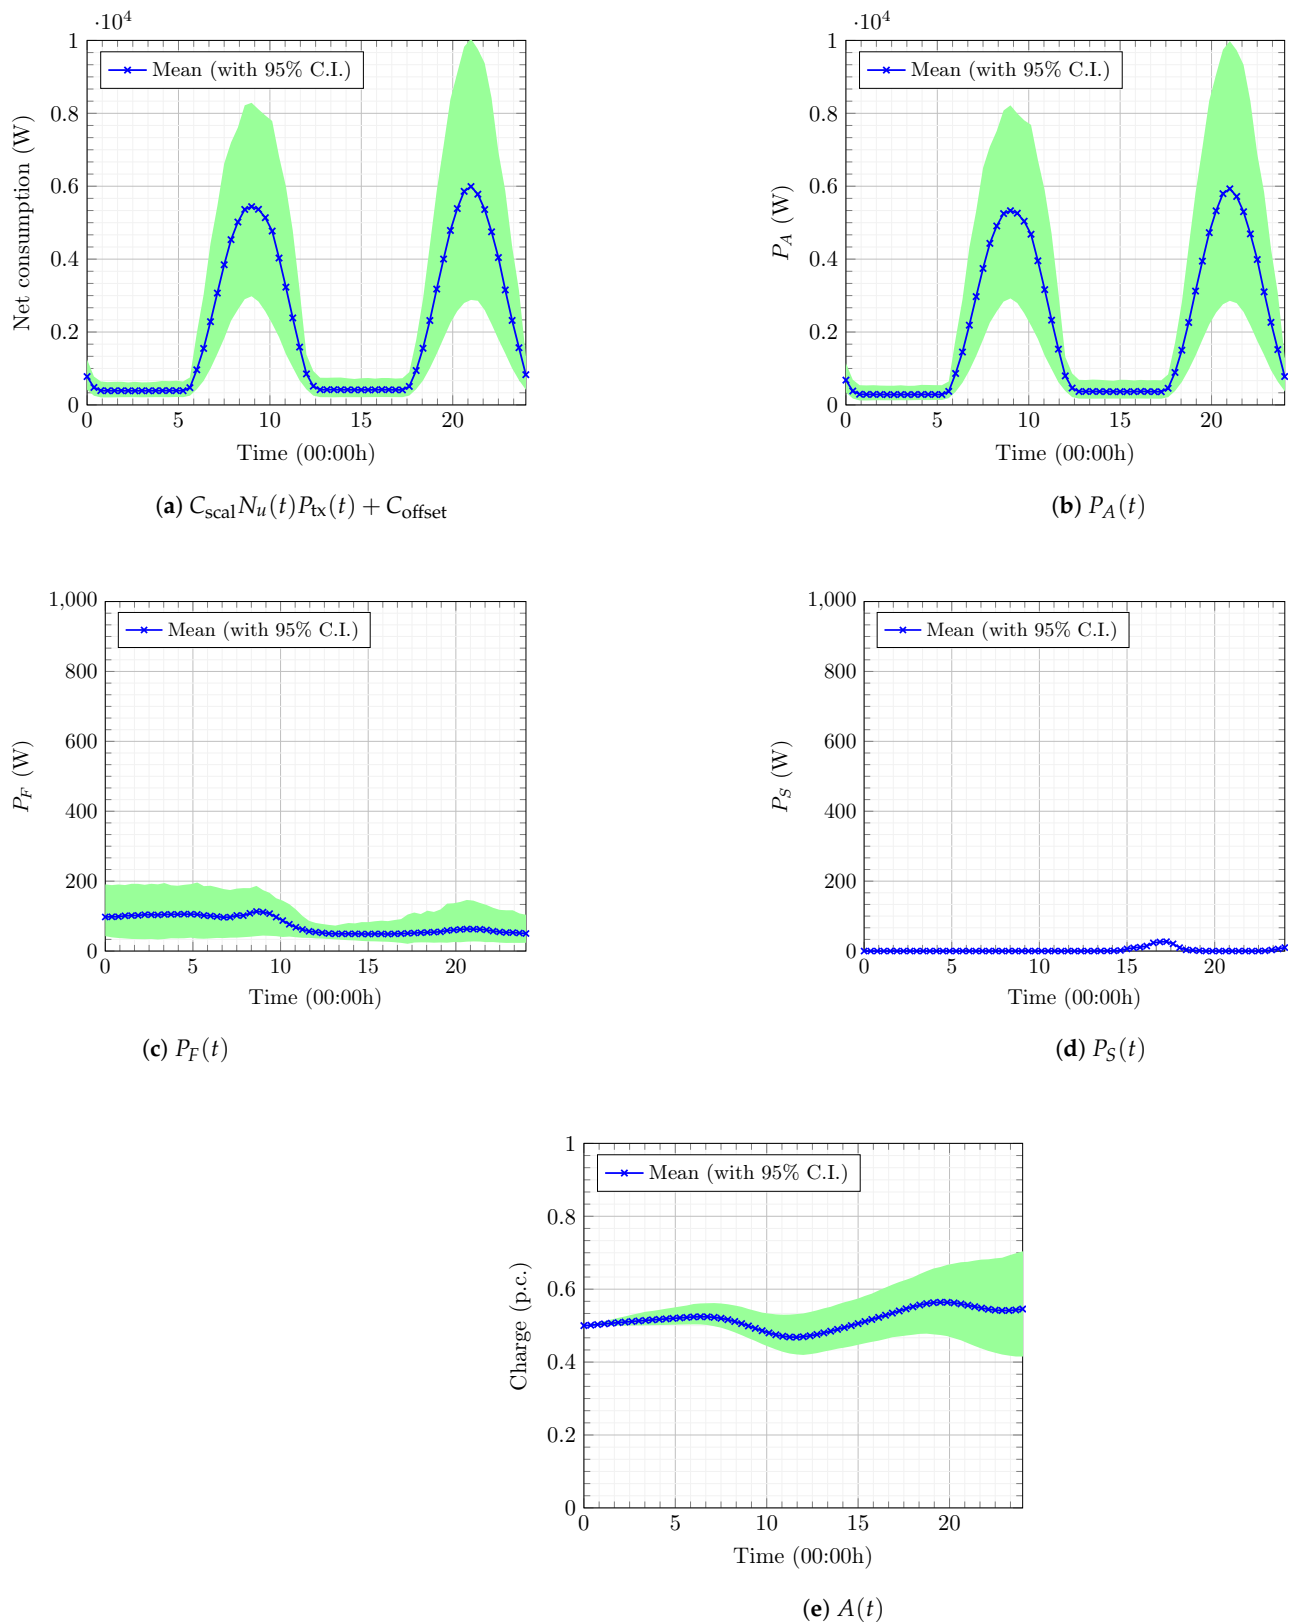 ·10⁴
1
0.8
0.6
0.4
0.2
0
Net consumption (W)
Mean (with 95% C.I.)
0 5 10 15 20
Time (00:00h)
(a) C_scal N_u(t) P_tx(t) + C_offset
·10⁴
1
0.8
0.6
0.4
0.2
0
P_A (W)
Mean (with 95% C.I.)
0 5 10 15 20
Time (00:00h)
(b) P_A(t)
1,000
800
600
400
200
0
P_F (W)
Mean (with 95% C.I.)
0 5 10 15 20
Time (00:00h)
(c) P_F(t)
1,000
800
600
400
200
0
P_S (W)
Mean (with 95% C.I.)
0 5 10 15 20
Time (00:00h)
(d) P_S(t)
1
0.8
0.6
0.4
0.2
0
Charge (p.c.)
Mean (with 95% C.I.)
0 5 10 15 20
Time (00:00h)
(e) A(t)